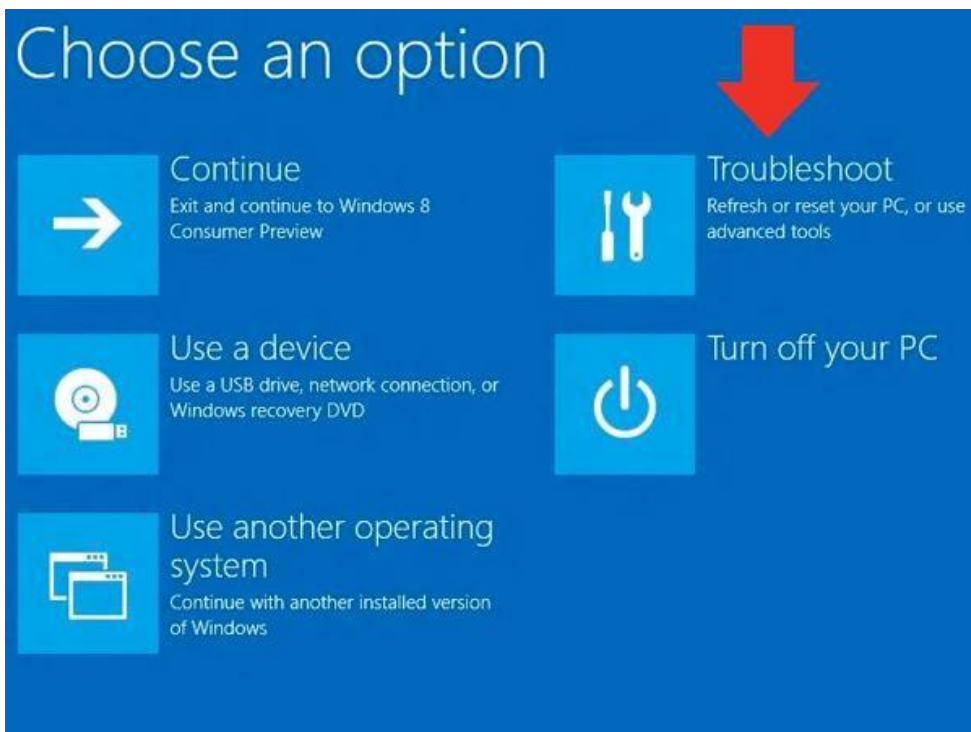 Choose an option
Continue
Exit and continue to Windows 8
Consumer Preview
Use a device
Use a USB drive, network connection, or
Windows recovery DVD
Use another operating
system
Continue with another installed version
of Windows
Troubleshoot
Refresh or reset your PC, or use
advanced tools
Turn off your PC